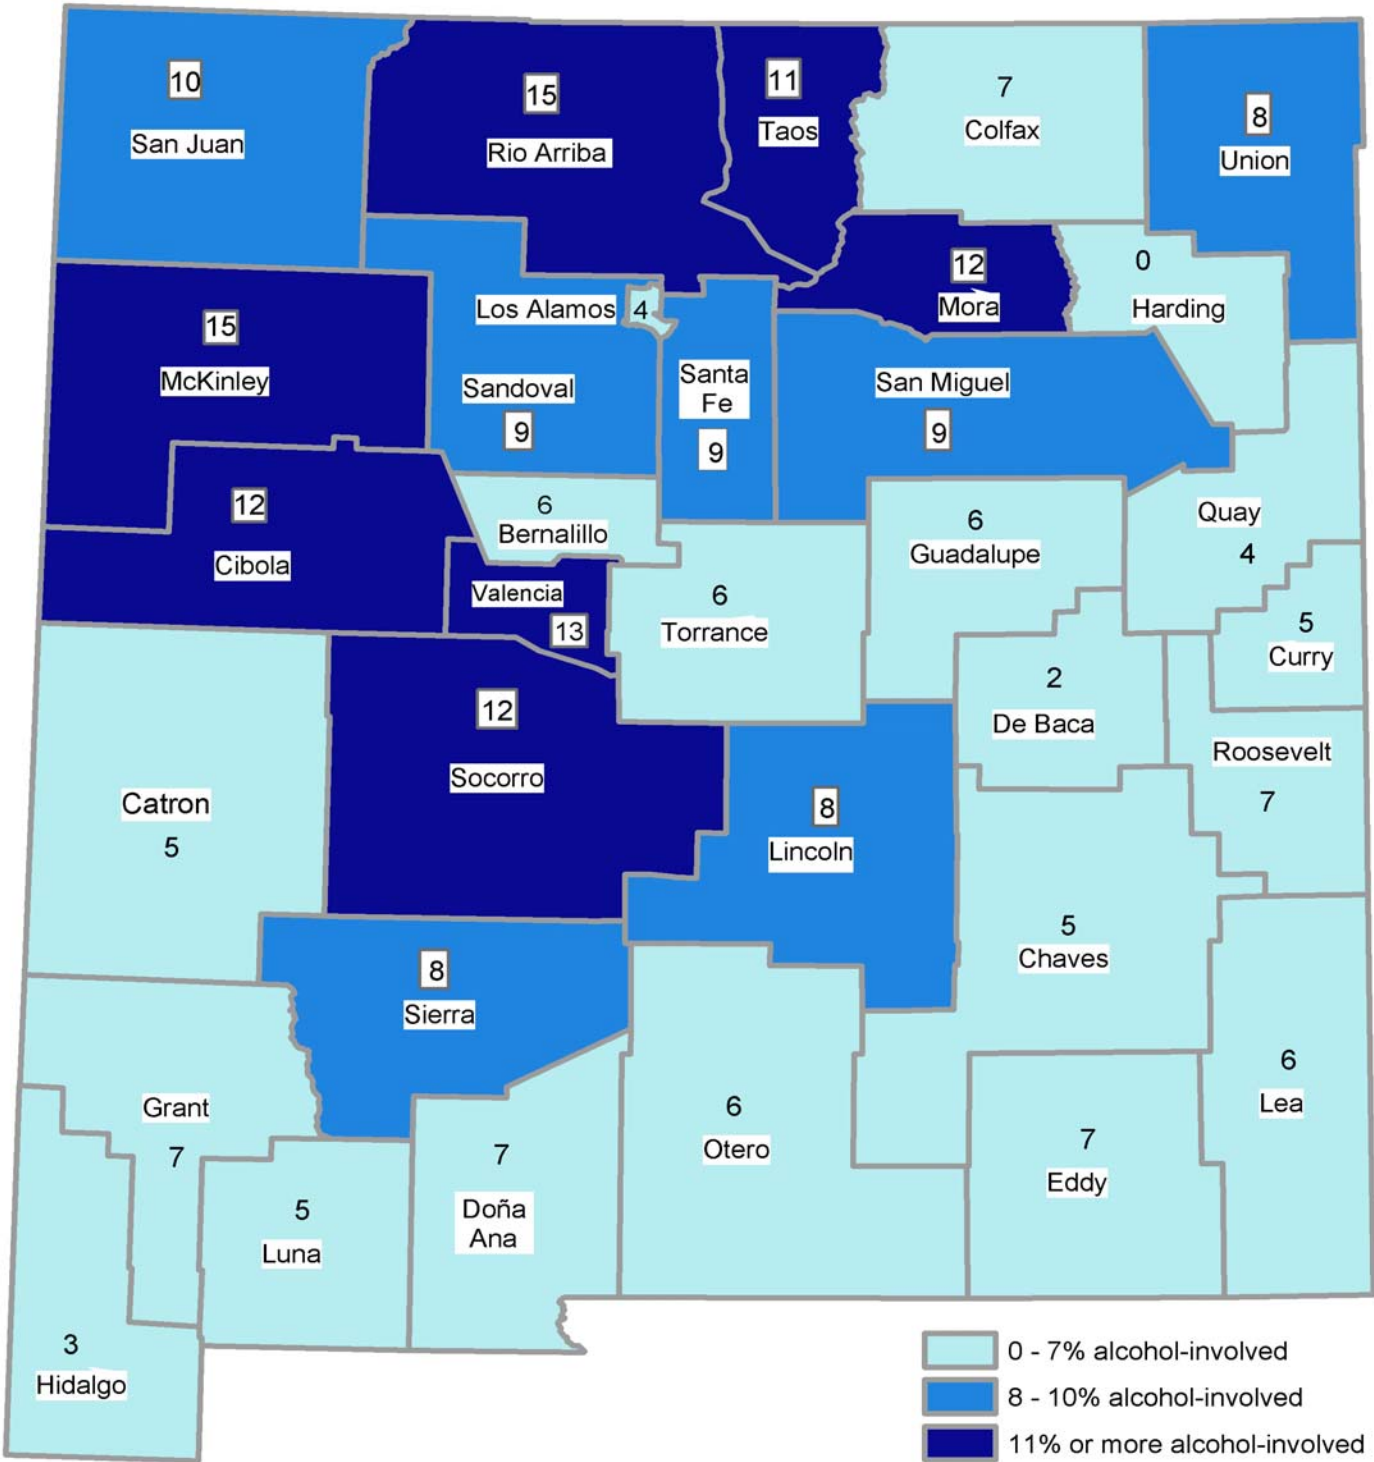 10
San Juan
15
Rio Arriba
11
Taos
7
Colfax
8
Union
15
McKinley
Los Alamos
4
12
Mora
0
Harding
Sandoval
9
Santa
Fe
9
San Miguel
9
12
Cibola
6
Bernalillo
Valencia
13
6
Torrance
6
Guadalupe
Quay
4
5
Curry
2
De Baca
Roosevelt
7
Catron
5
12
Socorro
8
Lincoln
5
Chaves
8
Sierra
6
Lea
Grant
7
6
Otero
7
Eddy
5
Luna
7
Doña
Ana
3
Hidalgo
0 - 7% alcohol-involved
8 - 10% alcohol-involved
11% or more alcohol-involved